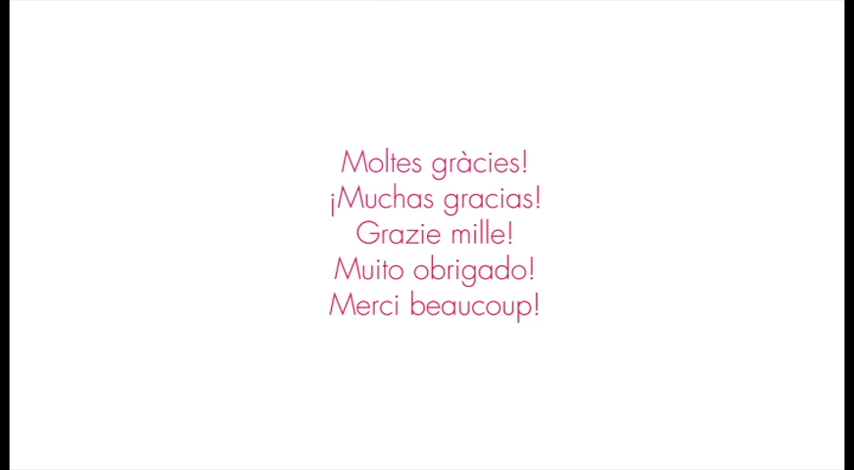 Moltes gràcies!
¡Muchas gracias!
Grazie mille!
Muito obrigado!
Merci beaucoup!